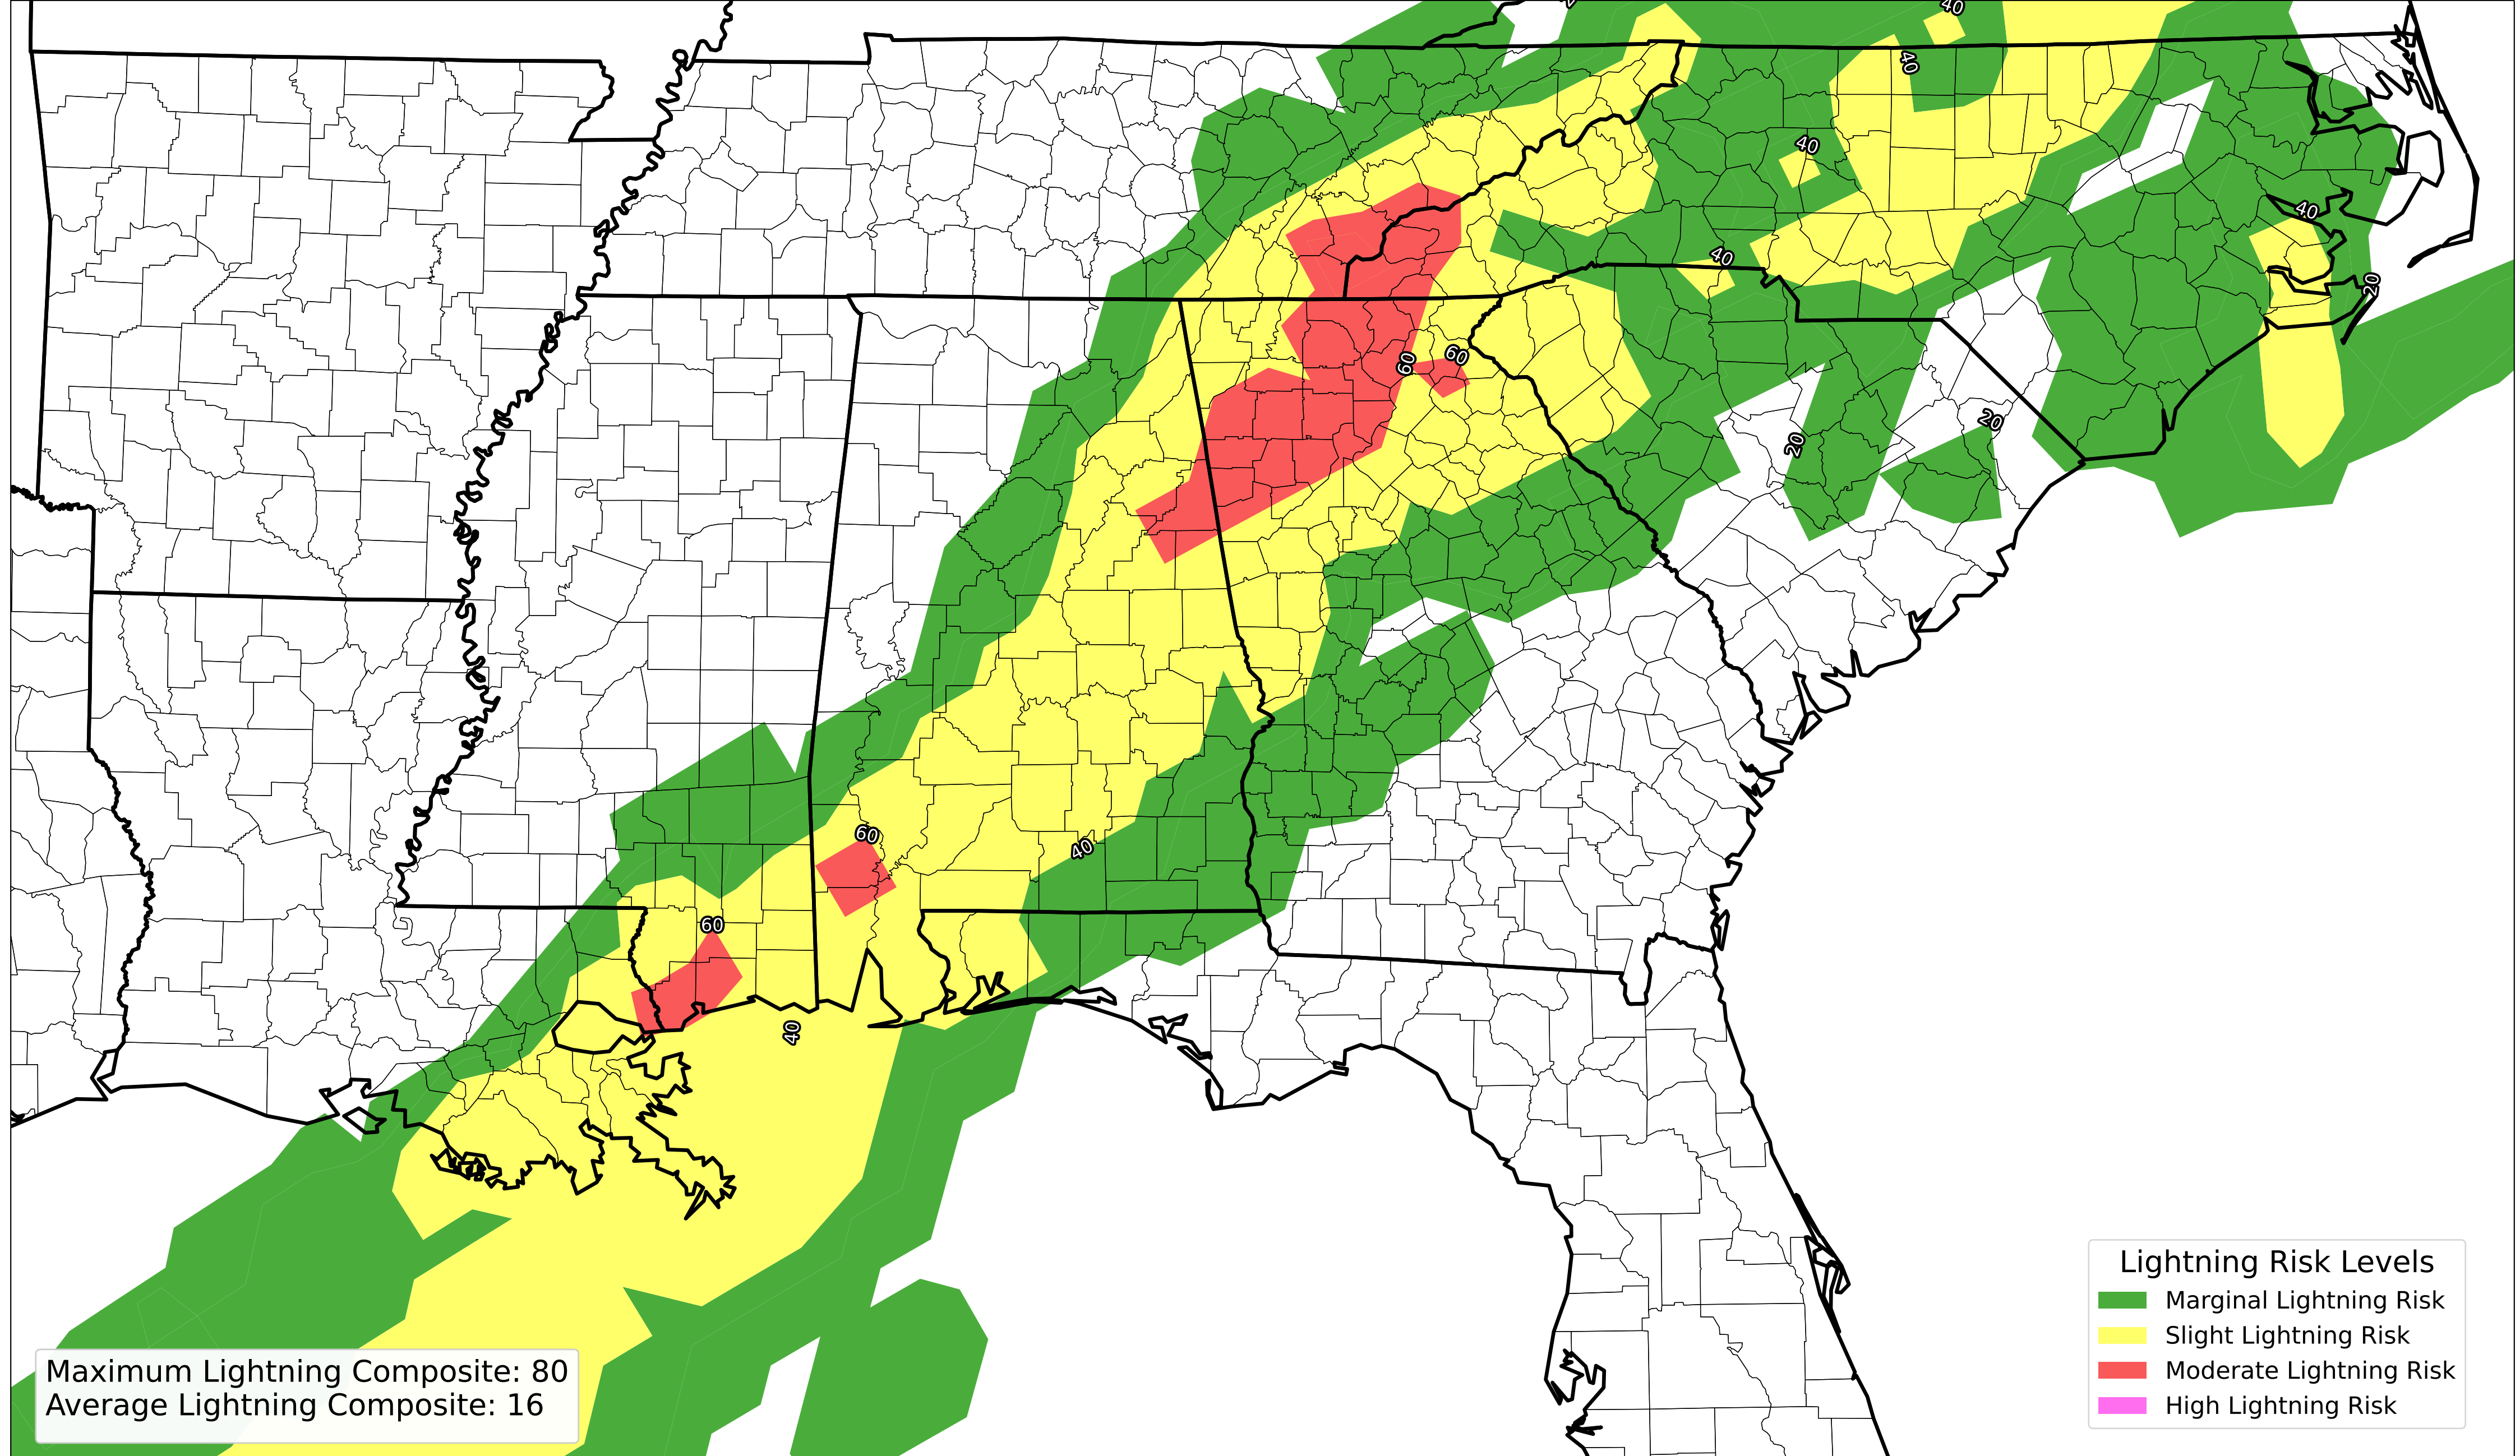 40
40
40
40
40
20
60
60
20
20
60
40
60
40
Maximum Lightning Composite: 80
Average Lightning Composite: 16
Lightning Risk Levels
Marginal Lightning Risk
Slight Lightning Risk
Moderate Lightning Risk
High Lightning Risk